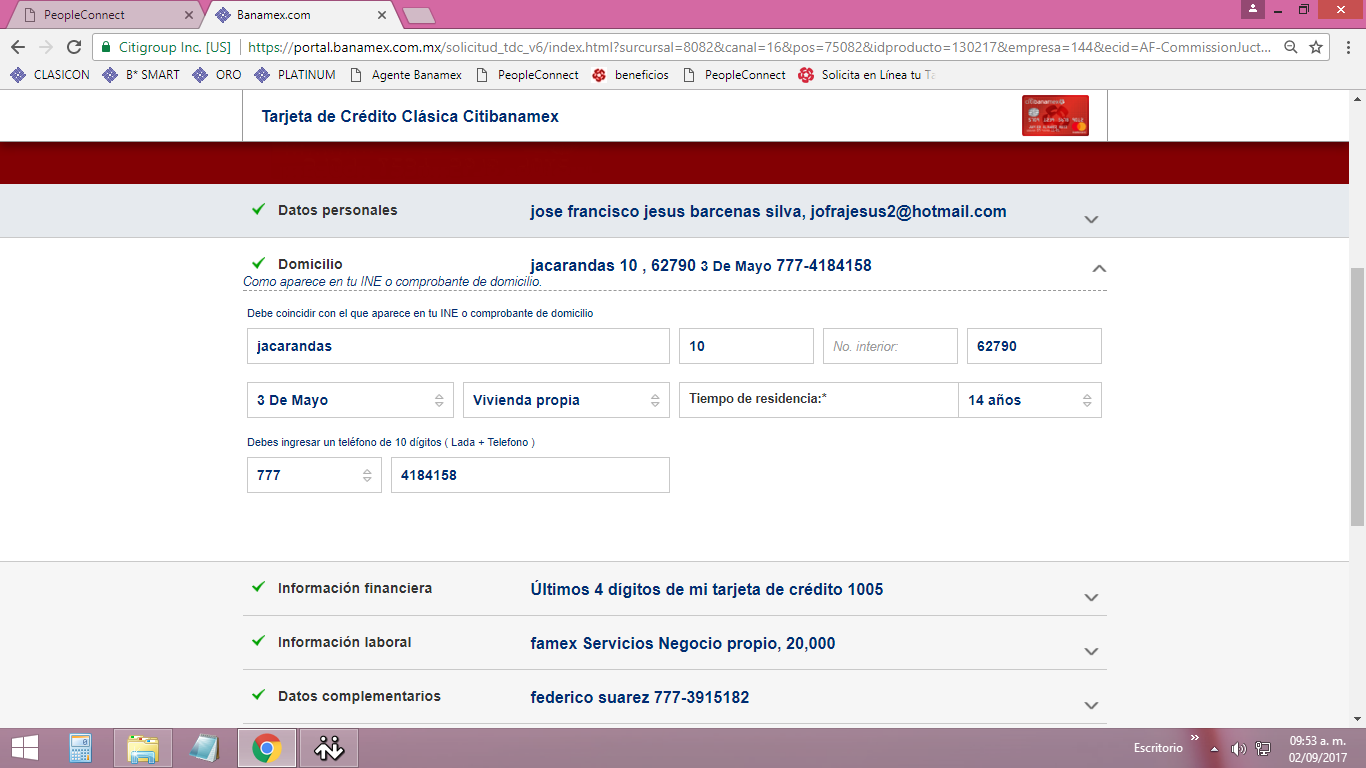 PeopleConnect
Banamex.com
Citigroup Inc. [US] https://portal.banamex.com.mx/solicitud_tdc_v6/index.html?surcursal=8082&canal=16&pos=75082&idproducto=130217&empresa=144&ecid=AF-CommissionJuct...
CLASICON B* SMART ORO PLATINUM Agente Banamex PeopleConnect beneficios PeopleConnect Solicita en Línea tu
Tarjeta de Crédito Clásica Citibanamex
Datos personales jose francisco jesus barcenas silva, jofrajesus2@hotmail.com
Domicilio jacarandas 10 , 62790 3 De Mayo 777-4184158
Como aparece en tu INE o comprobante de domicilio.
Debe coincidir con el que aparece en tu INE o comprobante de domicilio
jacarandas 10 No. interior: 62790
3 De Mayo Vivienda propia Tiempo de residencia:* 14 años
Debes ingresar un teléfono de 10 dígitos ( Lada + Telefono )
777 4184158
Información financiera Últimos 4 dígitos de mi tarjeta de crédito 1005
Información laboral famex Servicios Negocio propio, 20,000
Datos complementarios federico suarez 777-3915182
Escritorio
09:53 a. m.
02/09/2017